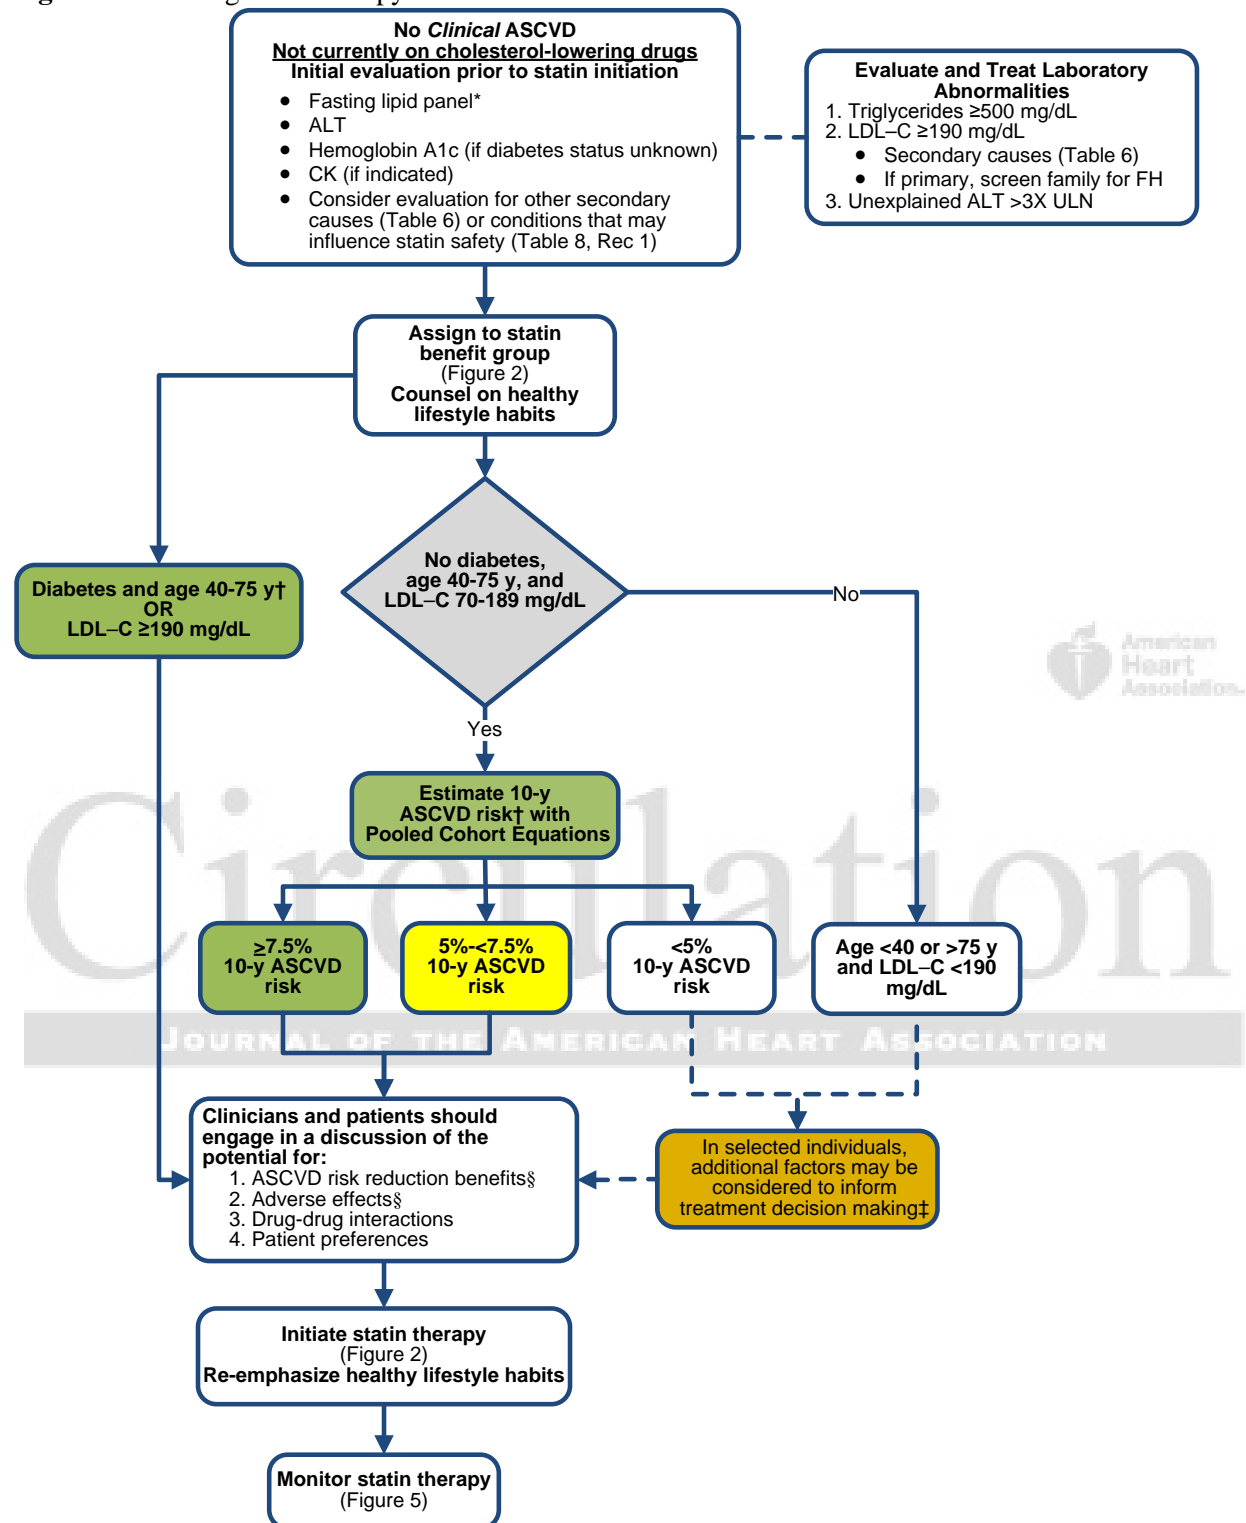 No Clinical ASCVD
Not currently on cholesterol-lowering drugs
Initial evaluation prior to statin initiation
• Fasting lipid panel*
• ALT
• Hemoglobin A1c (if diabetes status unknown)
• CK (if indicated)
• Consider evaluation for other secondary
causes (Table 6) or conditions that may
influence statin safety (Table 8, Rec 1)
Evaluate and Treat Laboratory
Abnormalities
1. Triglycerides ≥500 mg/dL
2. LDL–C ≥190 mg/dL
• Secondary causes (Table 6)
• If primary, screen family for FH
3. Unexplained ALT >3X ULN
Assign to statin
benefit group
(Figure 2)
Counsel on healthy
lifestyle habits
Diabetes and age 40-75 y†
OR
LDL–C ≥190 mg/dL
No diabetes,
age 40-75 y, and
LDL–C 70-189 mg/dL
No
American
Heart
Association
Yes
Estimate 10-y
ASCVD risk† with
Pooled Cohort Equations
Circulation
≥7.5%
10-y ASCVD
risk
5%-<7.5%
10-y ASCVD
risk
<5%
10-y ASCVD
risk
Age <40 or >75 y
and LDL–C <190
mg/dL
JOURNAL OF THE AMERICAN HEART ASSOCIATION
Clinicians and patients should
engage in a discussion of the
potential for:
1. ASCVD risk reduction benefits§
2. Adverse effects§
3. Drug-drug interactions
4. Patient preferences
In selected individuals,
additional factors may be
considered to inform
treatment decision making‡
Initiate statin therapy
(Figure 2)
Re-emphasize healthy lifestyle habits
Monitor statin therapy
(Figure 5)